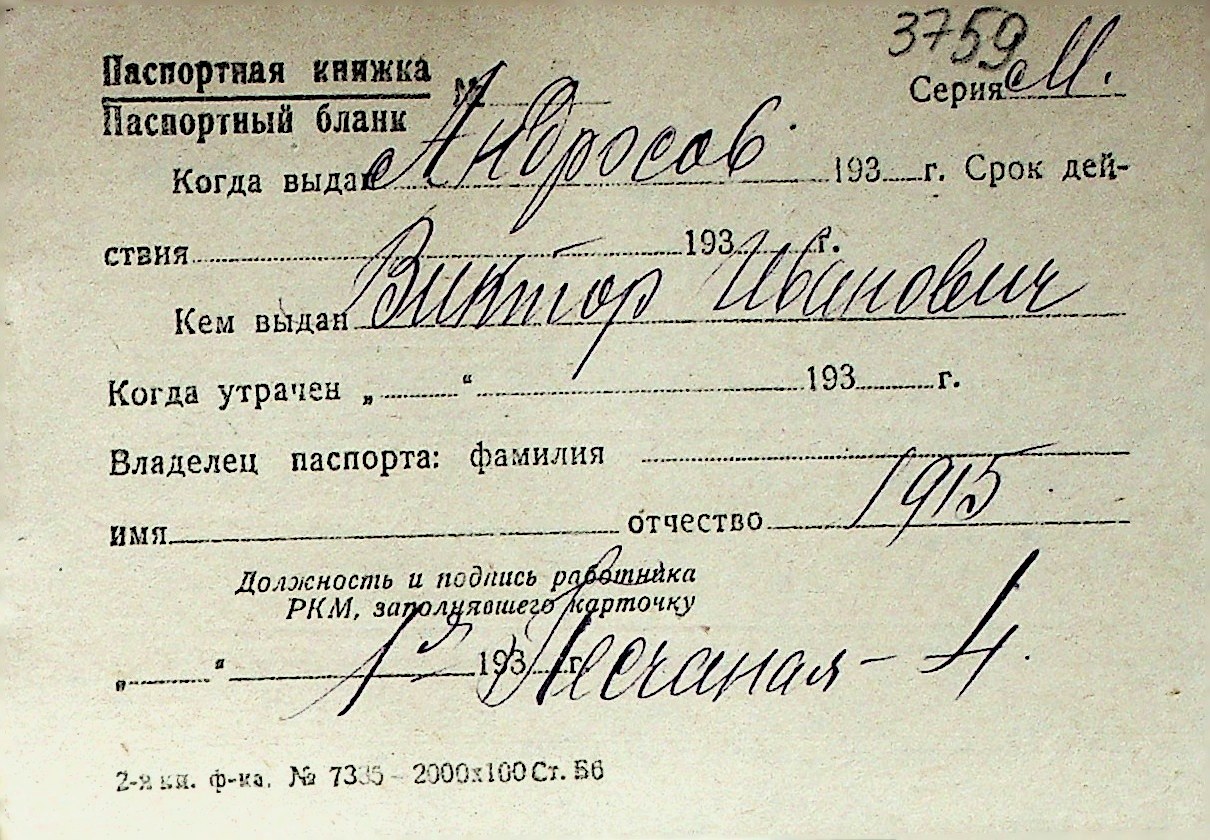 3759
Паспортная книжка
Паспортный бланк № Серия М.
Когда выдан Андросов. 193 г. Срок дей-
ствия 193 г.
Кем выдан Виктор Иванович
Когда утрачен „ “ 193 г.
Владелец паспорта: фамилия
1915
имя отчество
Должность и подпись работника
РКМ, заполнявшего карточку
„ “ 193 г.
1я Песчаная – 4.
2-я кн. ф-ка. № 7335 – 2000х100 Ст. Б6